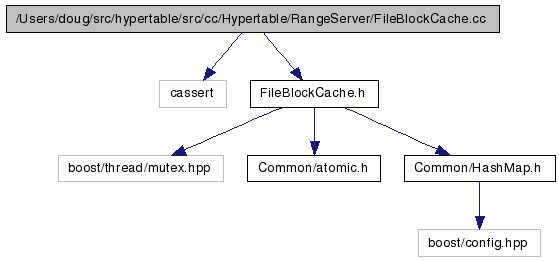 /Users/doug/src/hypertable/src/cc/Hypertable/RangeServer/FileBlockCache.cc
cassert
FileBlockCache.h
boost/thread/mutex.hpp
Common/atomic.h
Common/HashMap.h
boost/config.hpp